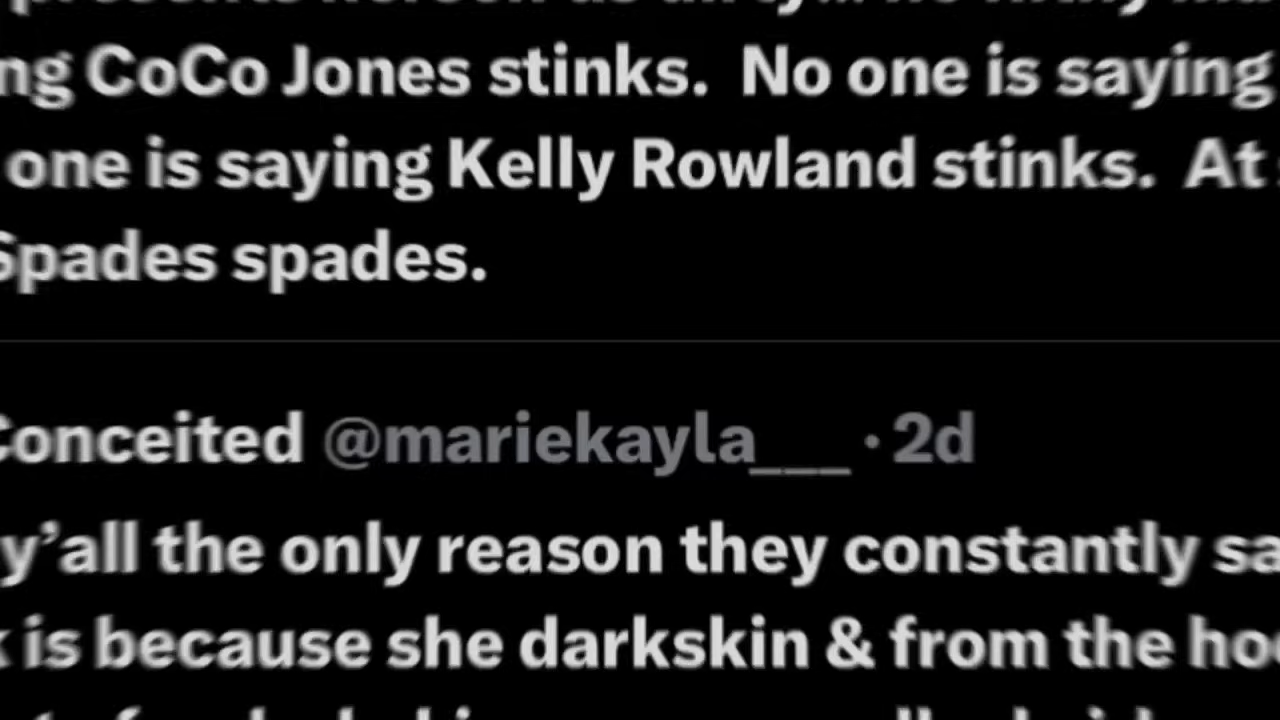 ng CoCo Jones stinks. No one is saying
one is saying Kelly Rowland stinks. At
Spades spades.
Conceited @mariekayla___ · 2d
y’all the only reason they constantly sa
is because she darkskin & from the hoo